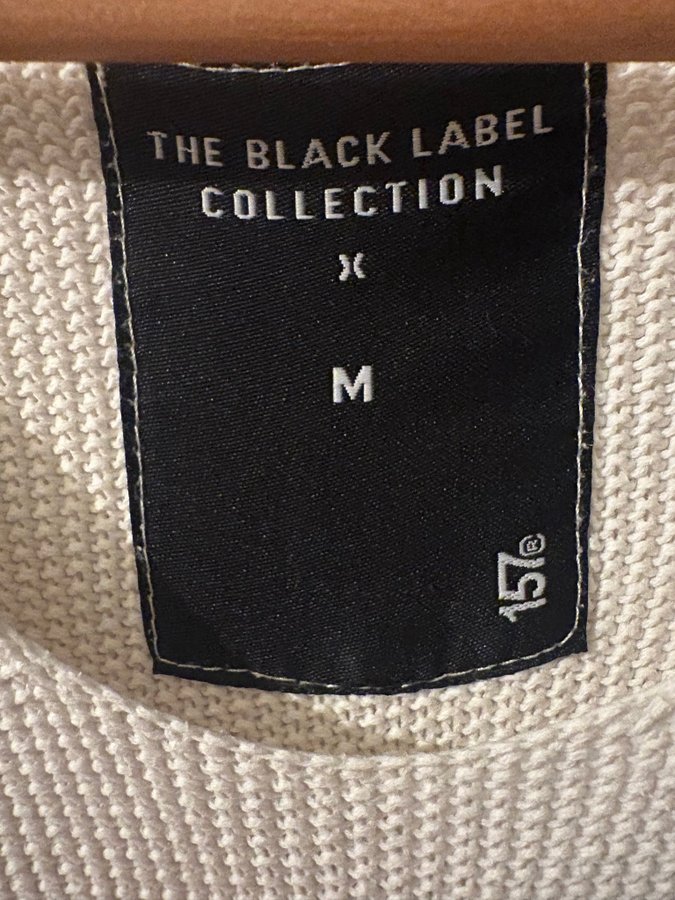 THE BLACK LABEL
COLLECTION
M
157®